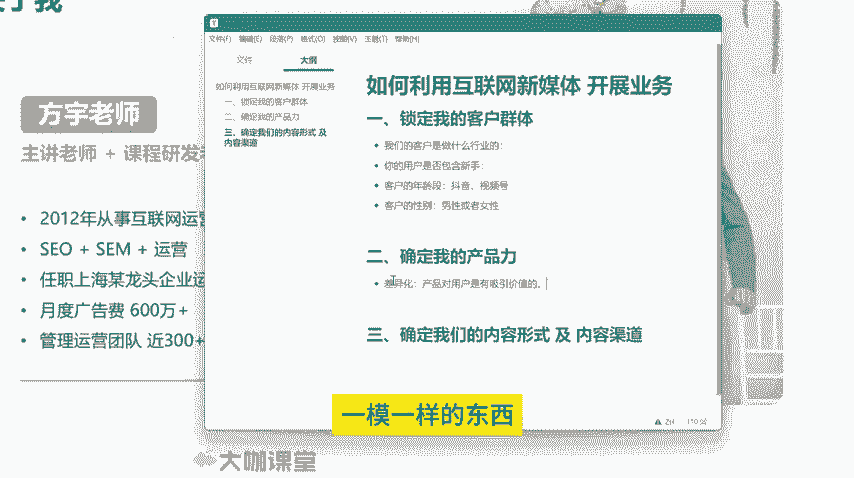 方宇老师
主讲老师 + 课程研发
• 2012年从事互联网运营
• SEO + SEM + 运营
• 任职上海某龙头企业运
• 月度广告费 600万+
• 管理运营团队 近300+
文件(F) 编辑(E) 段落(P) 格式(O) 视图(V) 主题(T) 帮助(H)
文件 大纲
如何利用互联网新媒体 开展业务
一、锁定我的客户群体
二、确定我的产品力
三、确定我们的内容形式 及
内容渠道
如何利用互联网新媒体 开展业务
一、锁定我的客户群体
• 我们的客户是做什么行业的:
• 你的用户是否包含新手:
• 客户的年龄段：抖音、视频号
• 客户的性别：男性或者女性
二、确定我的产品力
• 差异化：产品对用户是有吸引价值的。
三、确定我们的内容形式 及 内容渠道
一模一样的东西
大咖课堂